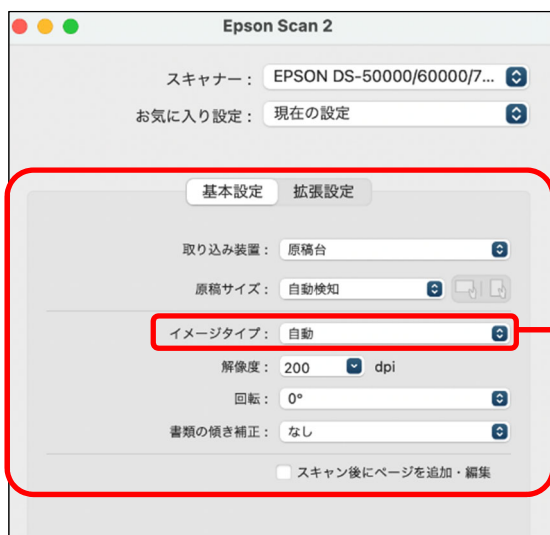 Epson Scan 2
スキャナー： EPSON DS-50000/60000/7...
お気に入り設定： 現在の設定
基本設定 拡張設定
取り込み装置： 原稿台
原稿サイズ： 自動検知
イメージタイプ： 自動
解像度： 200 dpi
回転： 0°
書類の傾き補正： なし
スキャン後にページを追加・編集